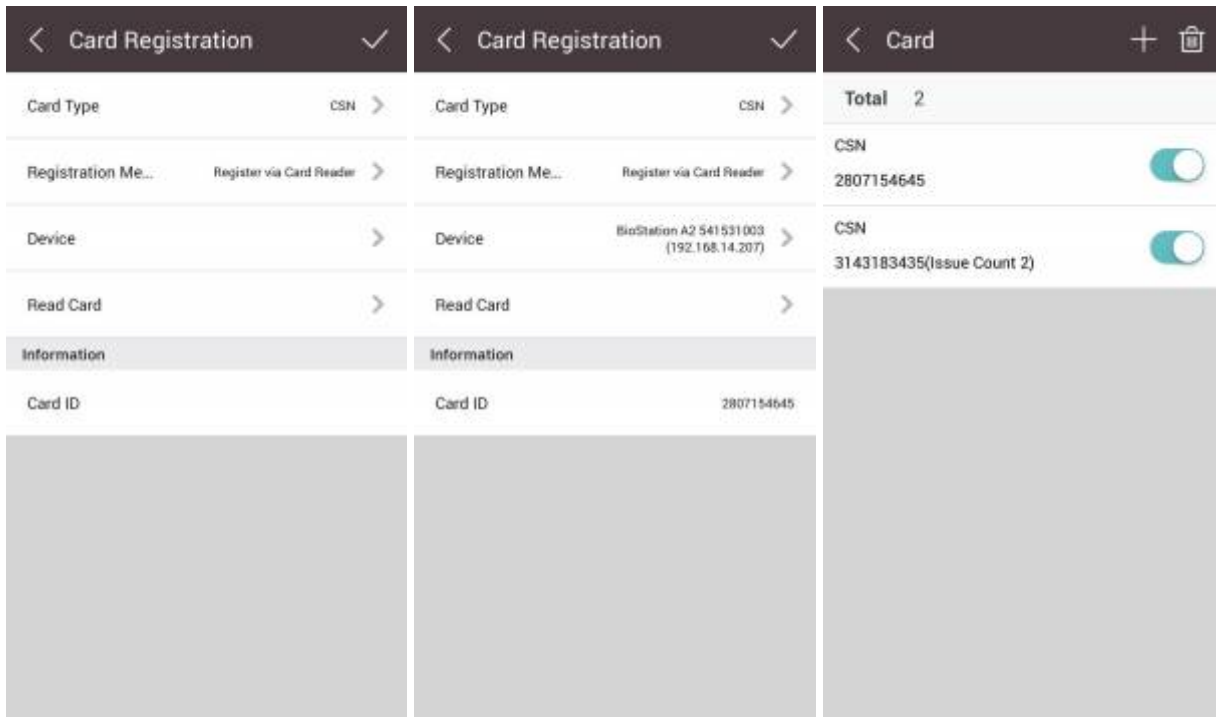 Card Registration
Card Type CSN
Registration Me... Register via Card Reader
Device
Read Card
Information
Card ID
Card Registration
Card Type CSN
Registration Me... Register via Card Reader
Device BioStation A2 541531003
(192.168.14.207)
Read Card
Information
Card ID 2807154645
Card
Total 2
CSN
2807154645
CSN
3143183435(Issue Count 2)